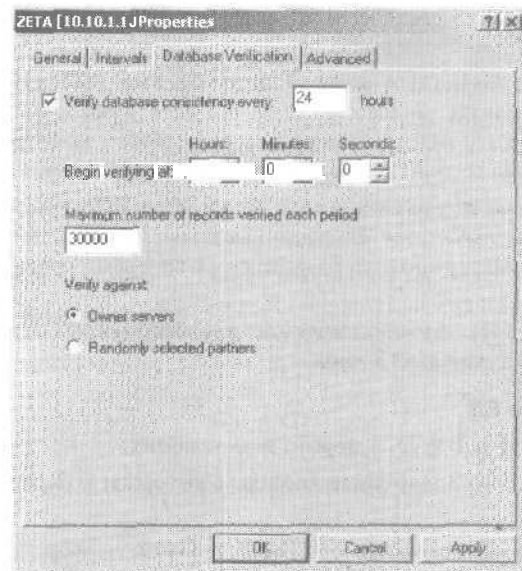 ZETA [10.10.1.1] Properties
General Intervals Database Verification Advanced
Verify database consistency every: 24 hours
Hours: Minutes: Seconds:
Begin verifying at: 0 0
Maximum number of records verified each period
30000
Verify against:
Owner servers
Randomly selected partners
OK Cancel Apply